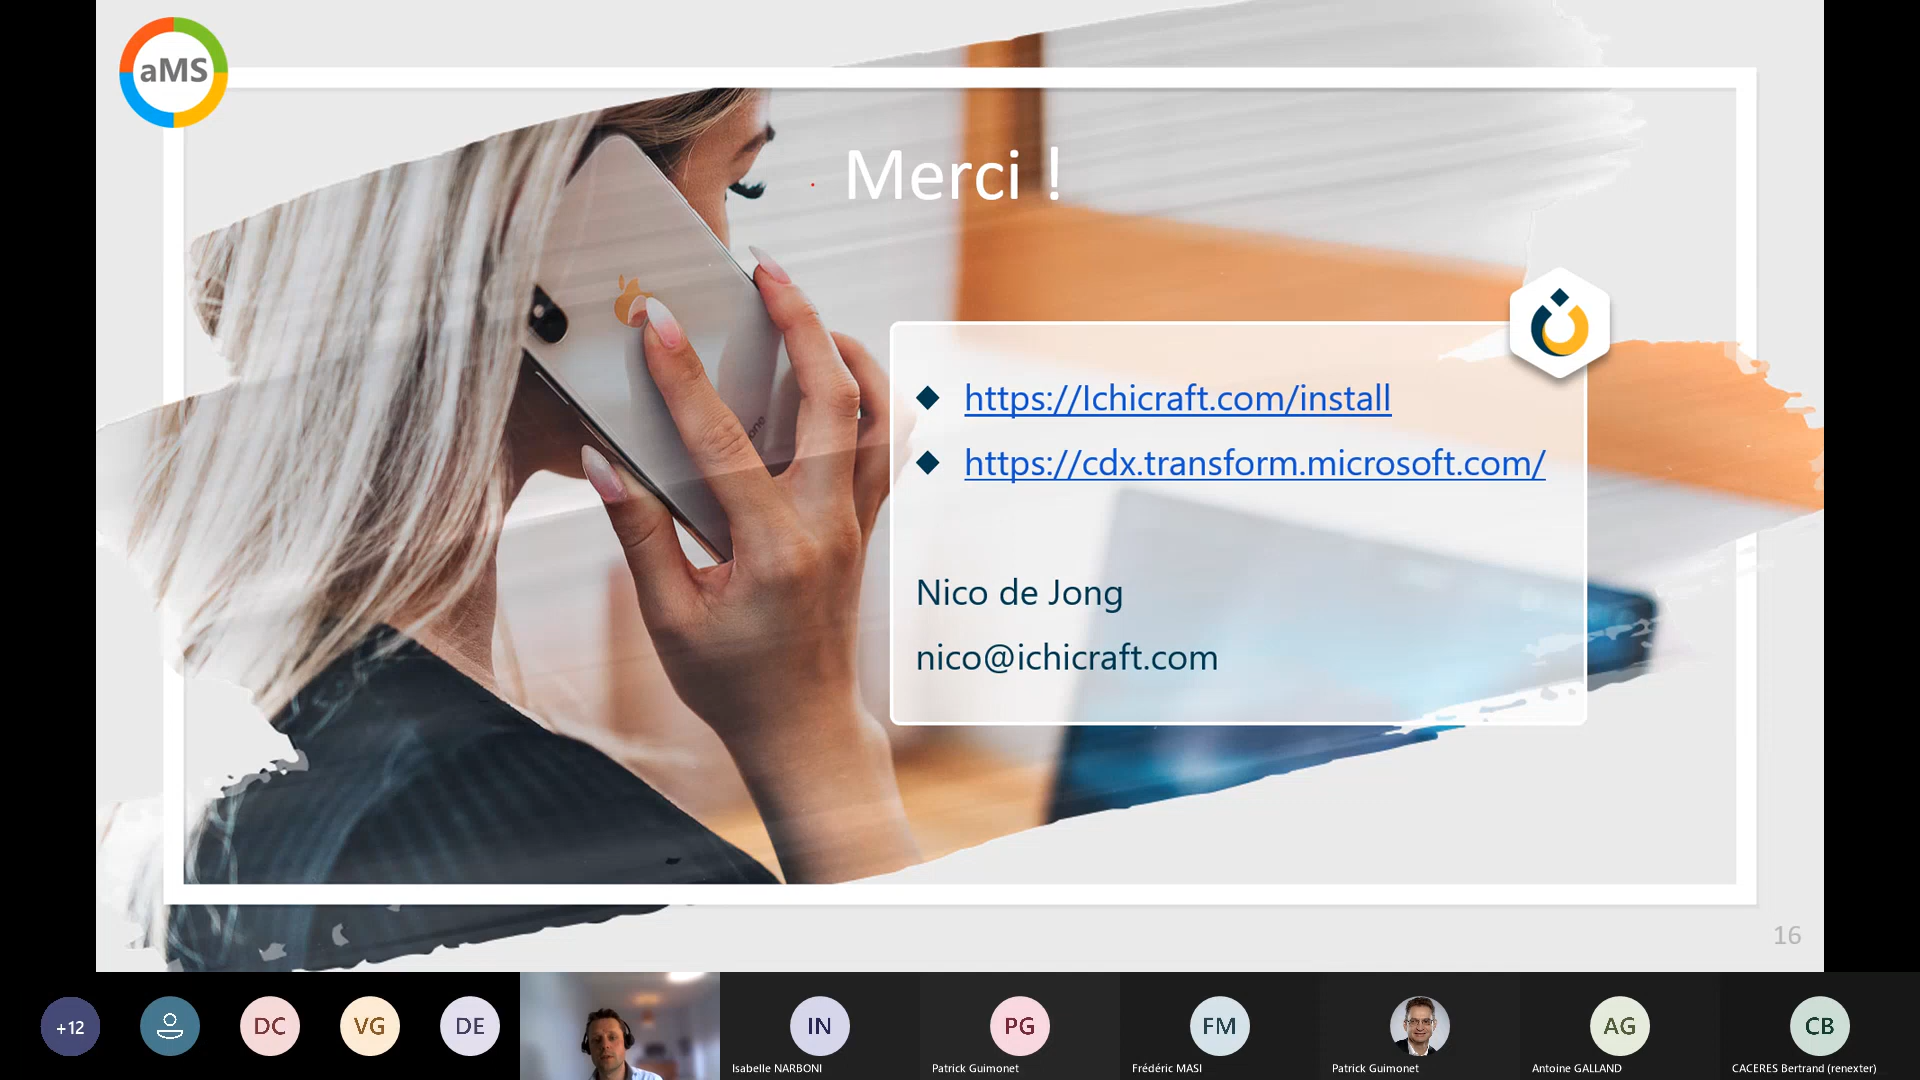 aMS
Merci !
https://Ichicraft.com/install
https://cdx.transform.microsoft.com/
Nico de Jong
nico@ichicraft.com
16
+12
DC
VG
DE
IN
Isabelle NARBONI
PG
Patrick Guimonet
FM
Frédéric MASI
Patrick Guimonet
AG
Antoine GALLAND
CB
CACERES Bertrand (renexter)